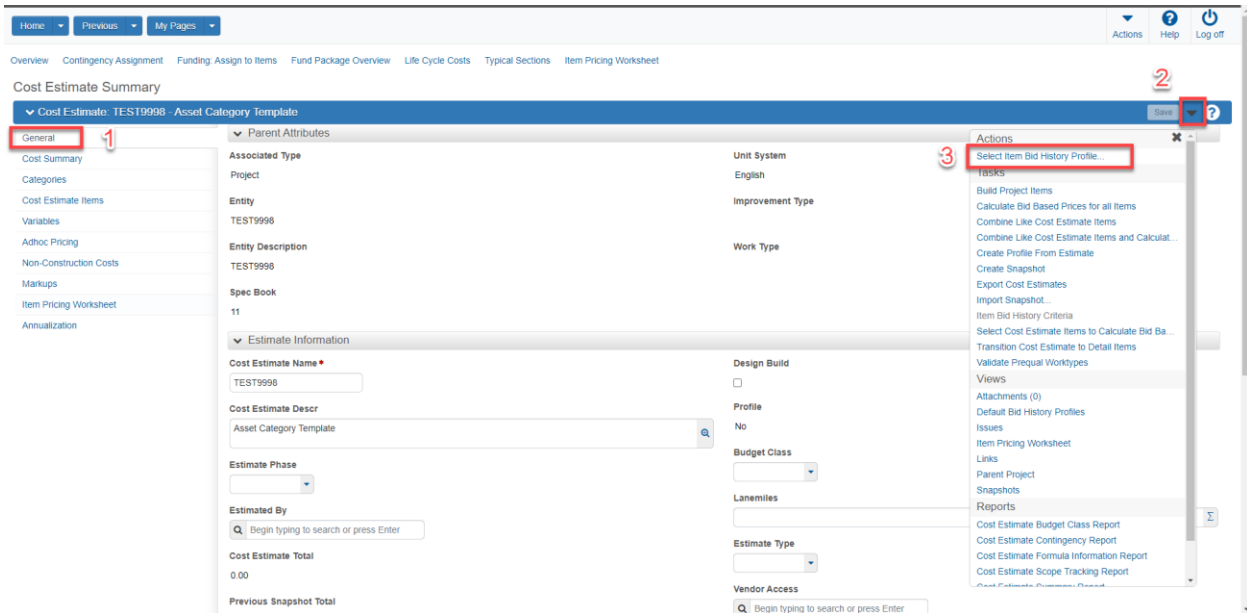 Home Previous My Pages Actions Help Log off
Overview Contingency Assignment Funding: Assign to Items Fund Package Overview Life Cycle Costs Typical Sections Item Pricing Worksheet
Cost Estimate Summary
2
Cost Estimate: TEST9998 - Asset Category Template Save ?
General 1
Cost Summary
Categories
Cost Estimate Items
Variables
Adhoc Pricing
Non-Construction Costs
Markups
Item Pricing Worksheet
Annualization
Parent Attributes
Associated Type
Project
Entity
TEST9998
Entity Description
TEST9998
Spec Book
11
Unit System
English
Improvement Type
Work Type
Estimate Information
Cost Estimate Name *
TEST9998
Cost Estimate Descr
Asset Category Template
Estimate Phase
Estimated By
Begin typing to search or press Enter
Cost Estimate Total
0.00
Previous Snapshot Total
Design Build
Profile
No
Budget Class
Lanemiles
Σ
Estimate Type
Vendor Access
Begin typing to search or press Enter
Actions
3 Select Item Bid History Profile...
Tasks
Build Project Items
Calculate Bid Based Prices for all Items
Combine Like Cost Estimate Items
Combine Like Cost Estimate Items and Calculat...
Create Profile From Estimate
Create Snapshot
Export Cost Estimates
Import Snapshot...
Item Bid History Criteria
Select Cost Estimate Items to Calculate Bid Ba...
Transition Cost Estimate to Detail Items
Validate Prequal Worktypes
Views
Attachments (0)
Default Bid History Profiles
Issues
Item Pricing Worksheet
Links
Parent Project
Snapshots
Reports
Cost Estimate Budget Class Report
Cost Estimate Contingency Report
Cost Estimate Formula Information Report
Cost Estimate Scope Tracking Report
Cost Estimate Summary Report